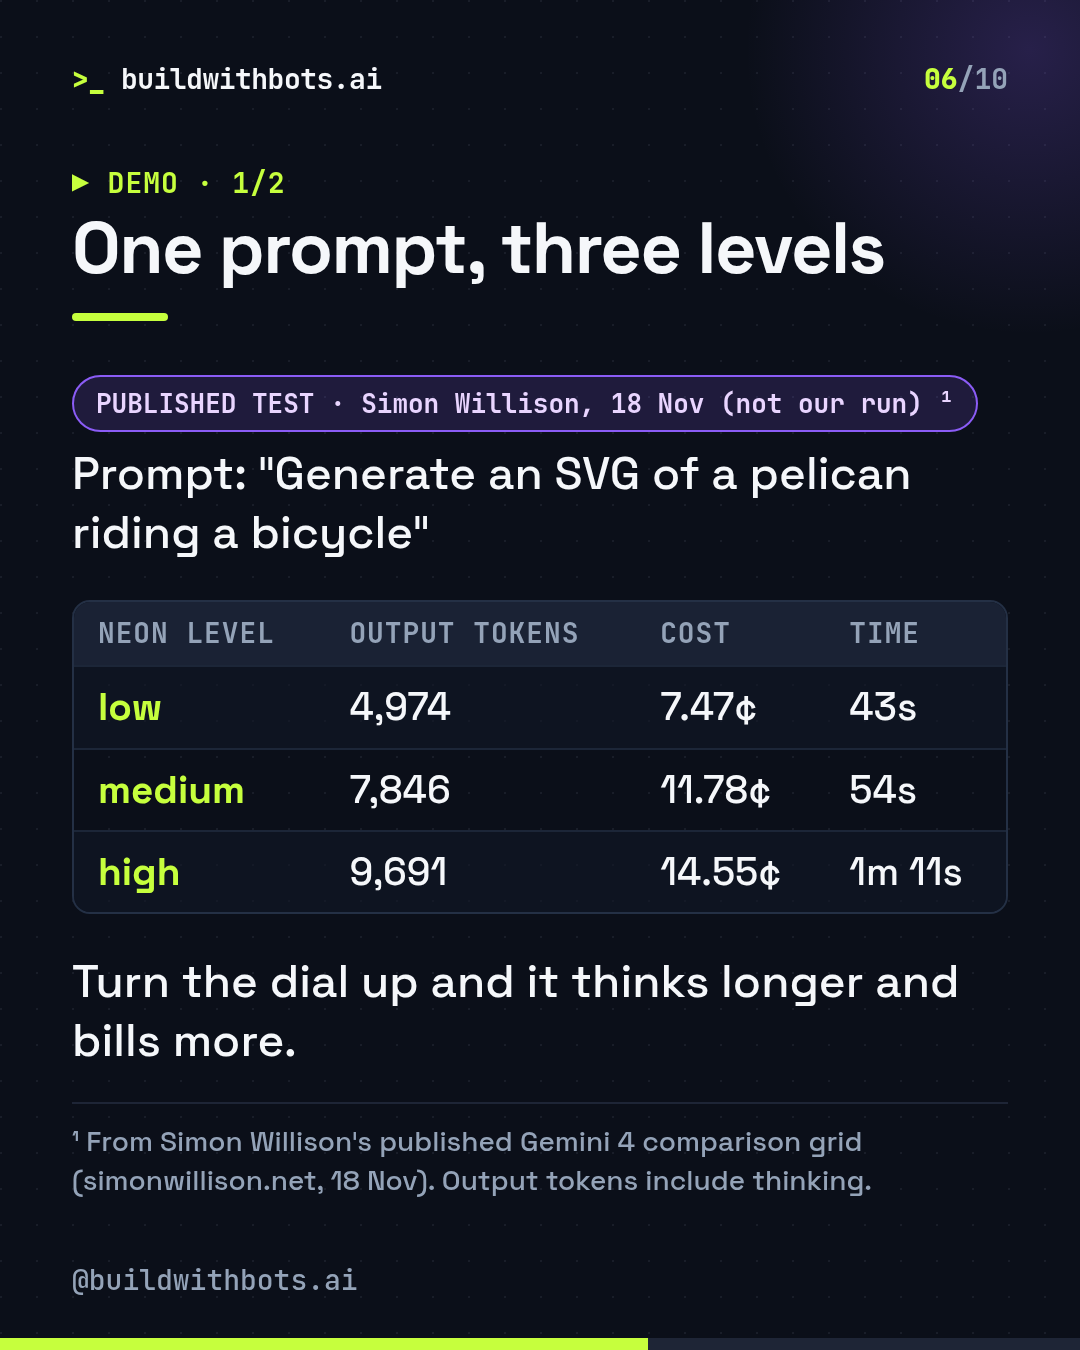 >_ buildwithbots.ai
06/10
▶ DEMO · 1/2
One prompt, three levels
PUBLISHED TEST · Simon Willison, 18 Nov (not our run) ¹
Prompt: "Generate an SVG of a pelican
riding a bicycle"
NEON LEVEL OUTPUT TOKENS COST TIME
low 4,974 7.47¢ 43s
medium 7,846 11.78¢ 54s
high 9,691 14.55¢ 1m 11s
Turn the dial up and it thinks longer and
bills more.
¹ From Simon Willison's published Gemini 4 comparison grid
(simonwillison.net, 18 Nov). Output tokens include thinking.
@buildwithbots.ai